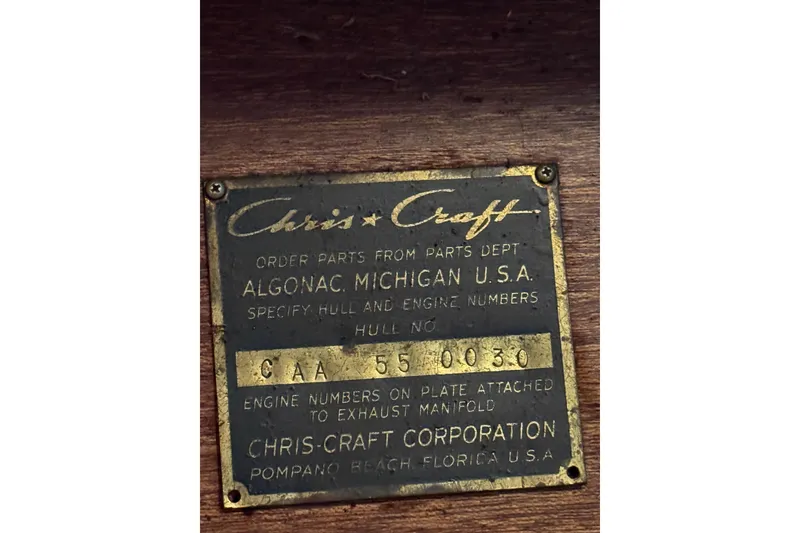 Chris★Craft
ORDER PARTS FROM PARTS DEPT
ALGONAC, MICHIGAN U.S.A.
SPECIFY HULL AND ENGINE NUMBERS
HULL NO.
CAA 55 0030
ENGINE NUMBERS ON PLATE ATTACHED
TO EXHAUST MANIFOLD
CHRIS-CRAFT CORPORATION
POMPANO BEACH, FLORIDA U.S.A